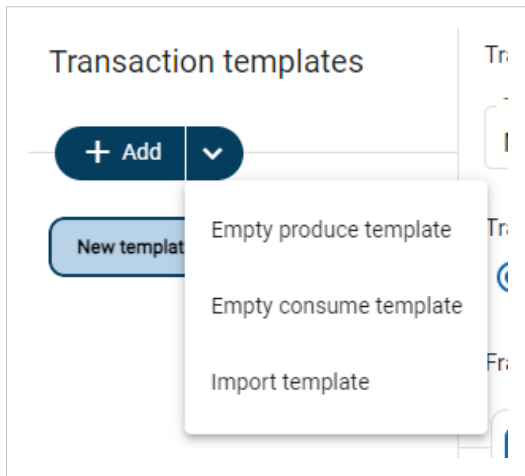 Transaction templates
+ Add
New templat
Empty produce template
Empty consume template
Import template